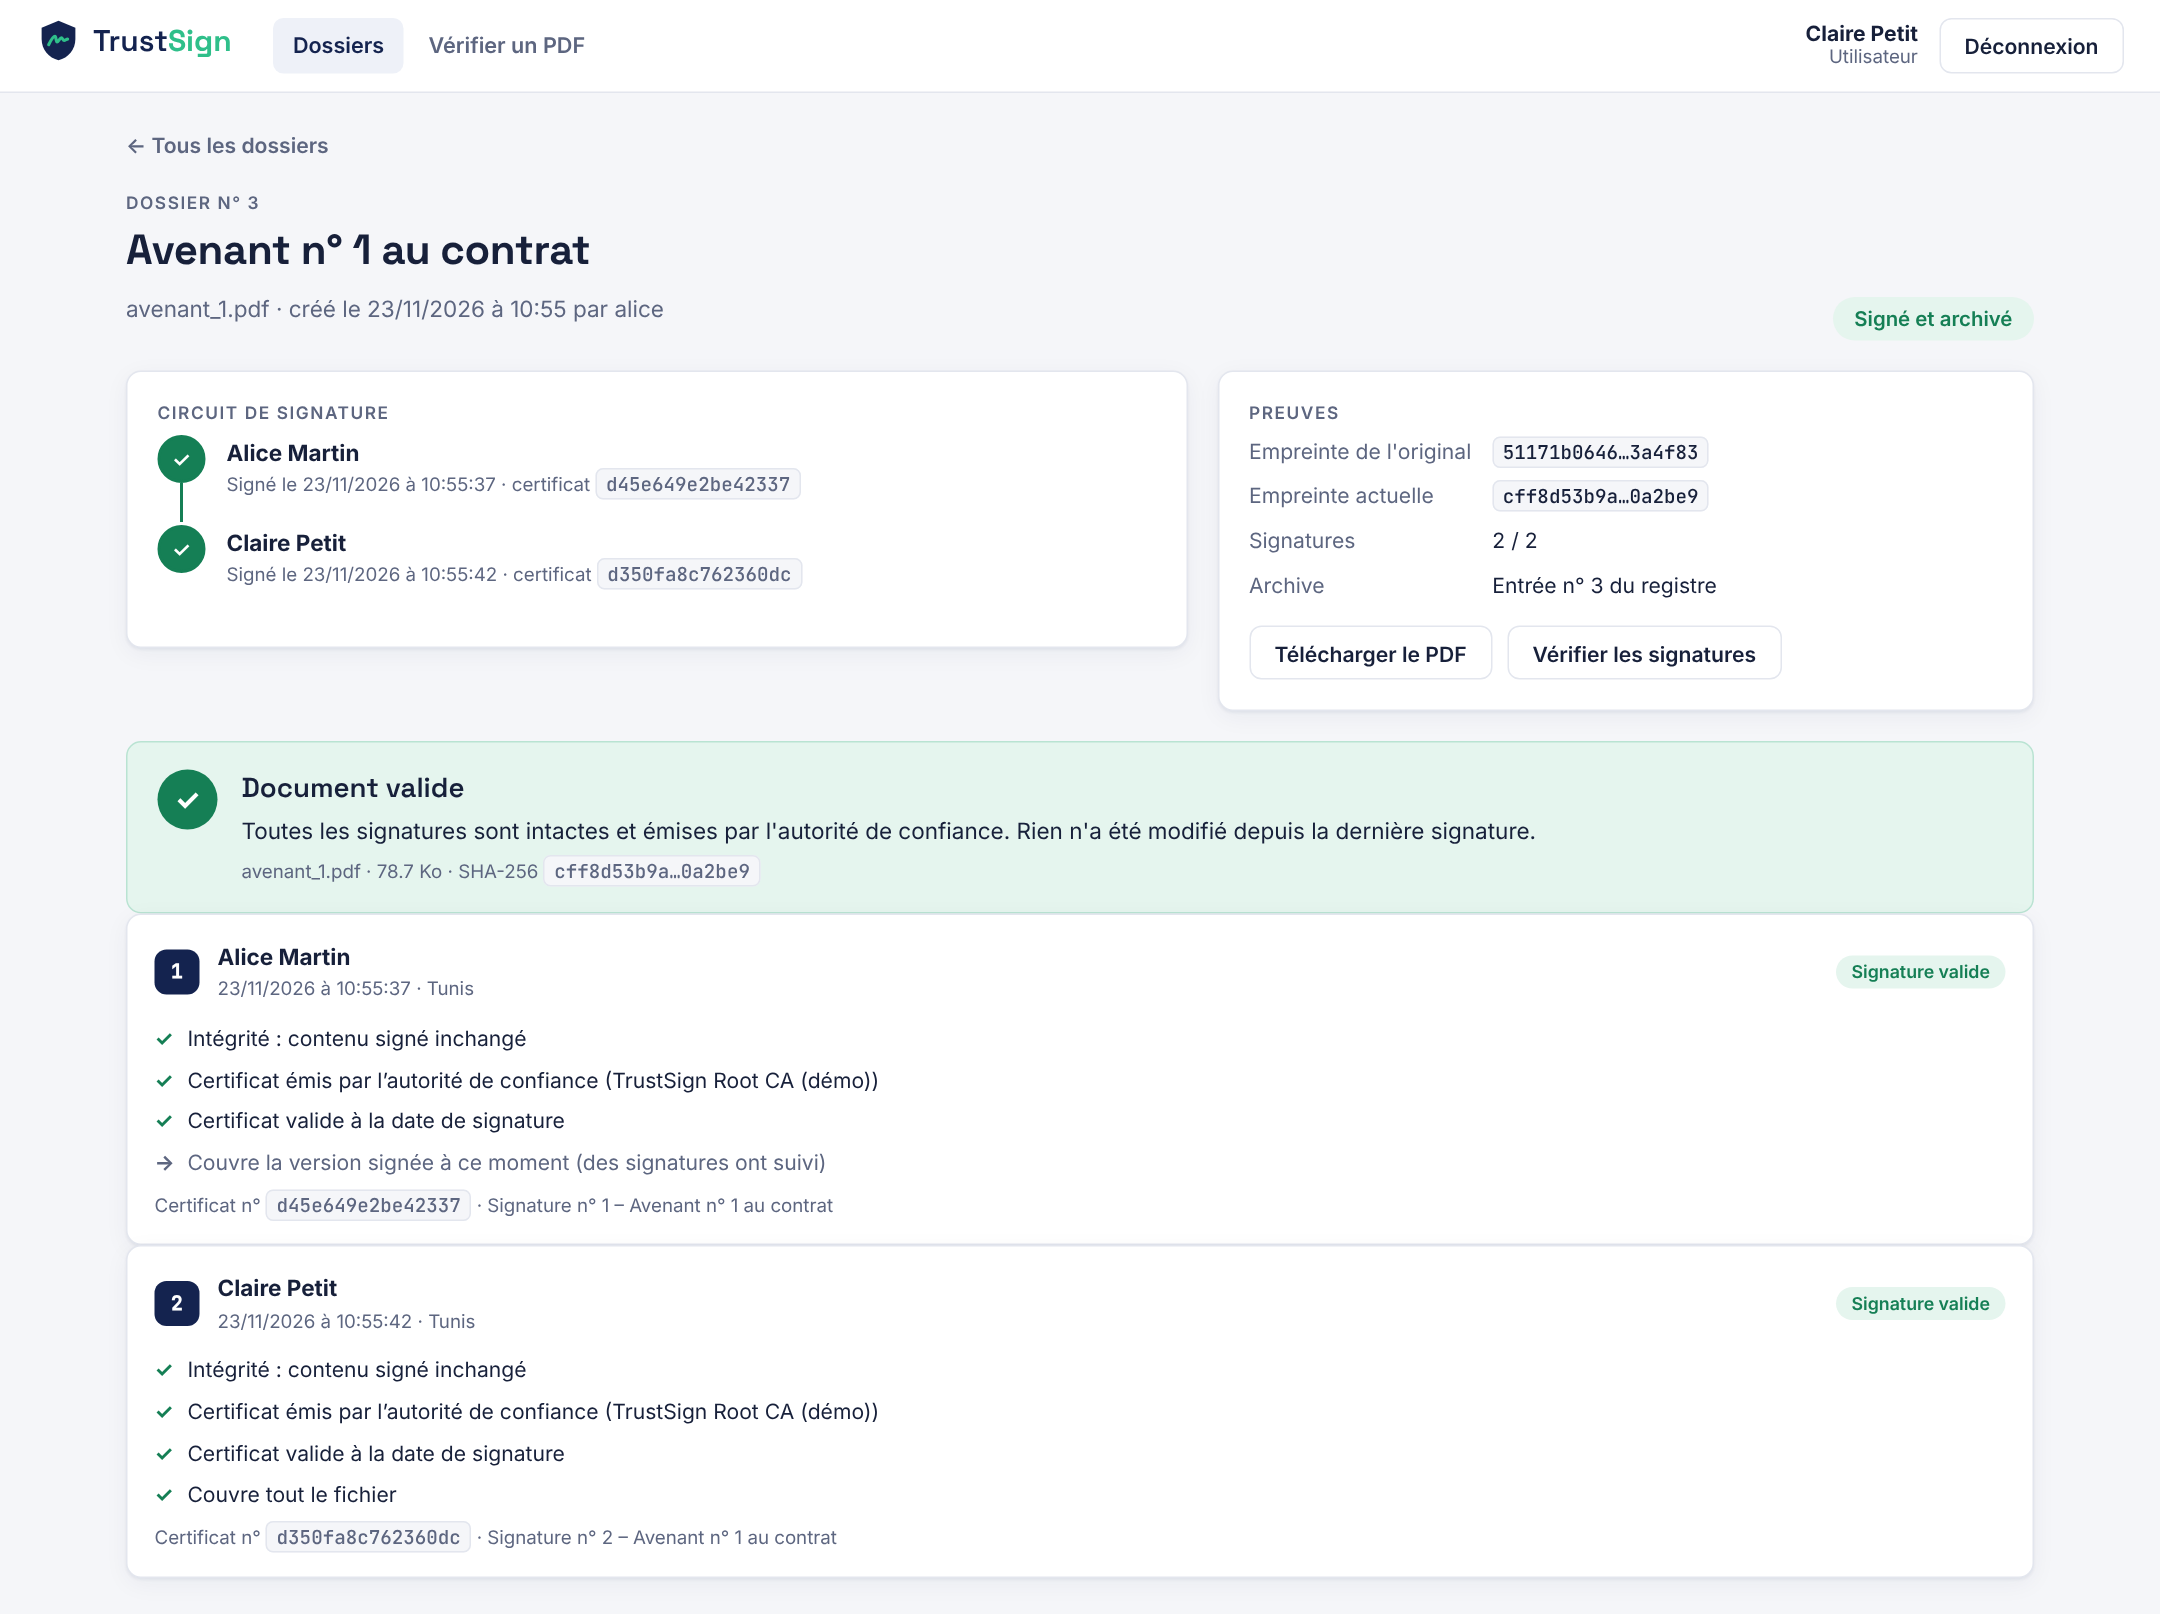 TrustSign
Dossiers
Vérifier un PDF
Claire Petit
Utilisateur
Déconnexion
← Tous les dossiers
DOSSIER N° 3
Avenant n° 1 au contrat
avenant_1.pdf · créé le 23/11/2026 à 10:55 par alice
Signé et archivé
CIRCUIT DE SIGNATURE
Alice Martin
Signé le 23/11/2026 à 10:55:37 · certificat d45e649e2be42337
Claire Petit
Signé le 23/11/2026 à 10:55:42 · certificat d350fa8c762360dc
PREUVES
Empreinte de l'original 51171b0646…3a4f83
Empreinte actuelle cff8d53b9a…0a2be9
Signatures 2 / 2
Archive Entrée n° 3 du registre
Télécharger le PDF
Vérifier les signatures
Document valide
Toutes les signatures sont intactes et émises par l'autorité de confiance. Rien n'a été modifié depuis la dernière signature.
avenant_1.pdf · 78.7 Ko · SHA-256 cff8d53b9a…0a2be9
1
Alice Martin
23/11/2026 à 10:55:37 · Tunis
Signature valide
✓ Intégrité : contenu signé inchangé
✓ Certificat émis par l’autorité de confiance (TrustSign Root CA (démo))
✓ Certificat valide à la date de signature
→ Couvre la version signée à ce moment (des signatures ont suivi)
Certificat n° d45e649e2be42337 · Signature n° 1 – Avenant n° 1 au contrat
2
Claire Petit
23/11/2026 à 10:55:42 · Tunis
Signature valide
✓ Intégrité : contenu signé inchangé
✓ Certificat émis par l’autorité de confiance (TrustSign Root CA (démo))
✓ Certificat valide à la date de signature
✓ Couvre tout le fichier
Certificat n° d350fa8c762360dc · Signature n° 2 – Avenant n° 1 au contrat